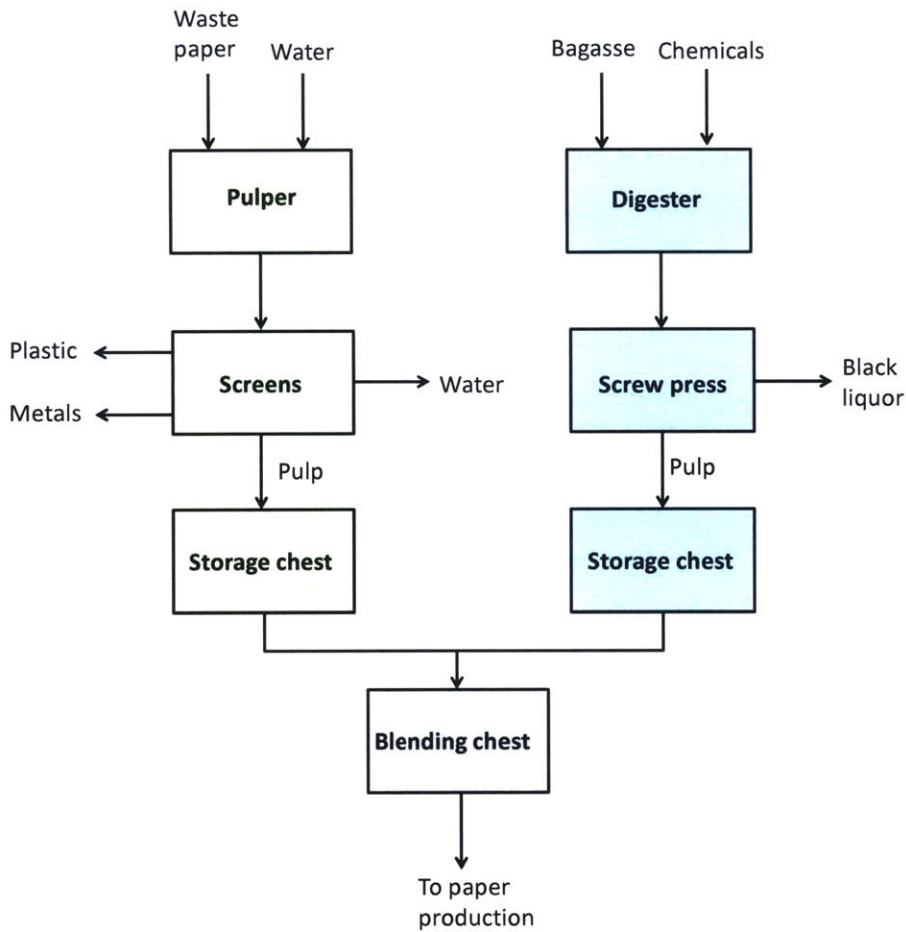 Waste
paper
Water
Bagasse
Chemicals
Pulper
Digester
Plastic
Metals
Screens
Water
Screw press
Black
liquor
Pulp
Pulp
Storage chest
Storage chest
Blending chest
To paper
production